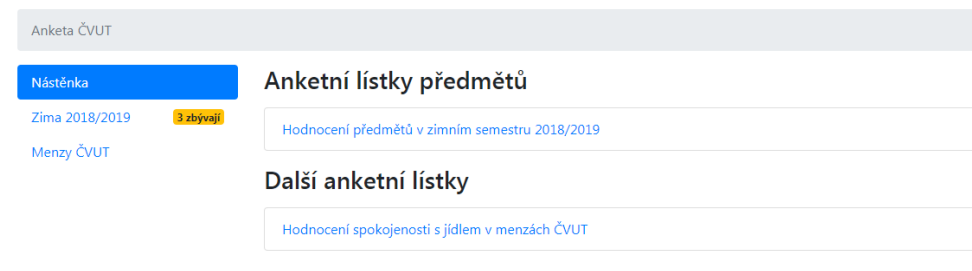 Anketa ČVUT
Nástěnka
Zima 2018/2019 3 zbývají
Menzy ČVUT
Anketní lístky předmětů
Hodnocení předmětů v zimním semestru 2018/2019
Další anketní lístky
Hodnocení spokojenosti s jídlem v menzách ČVUT